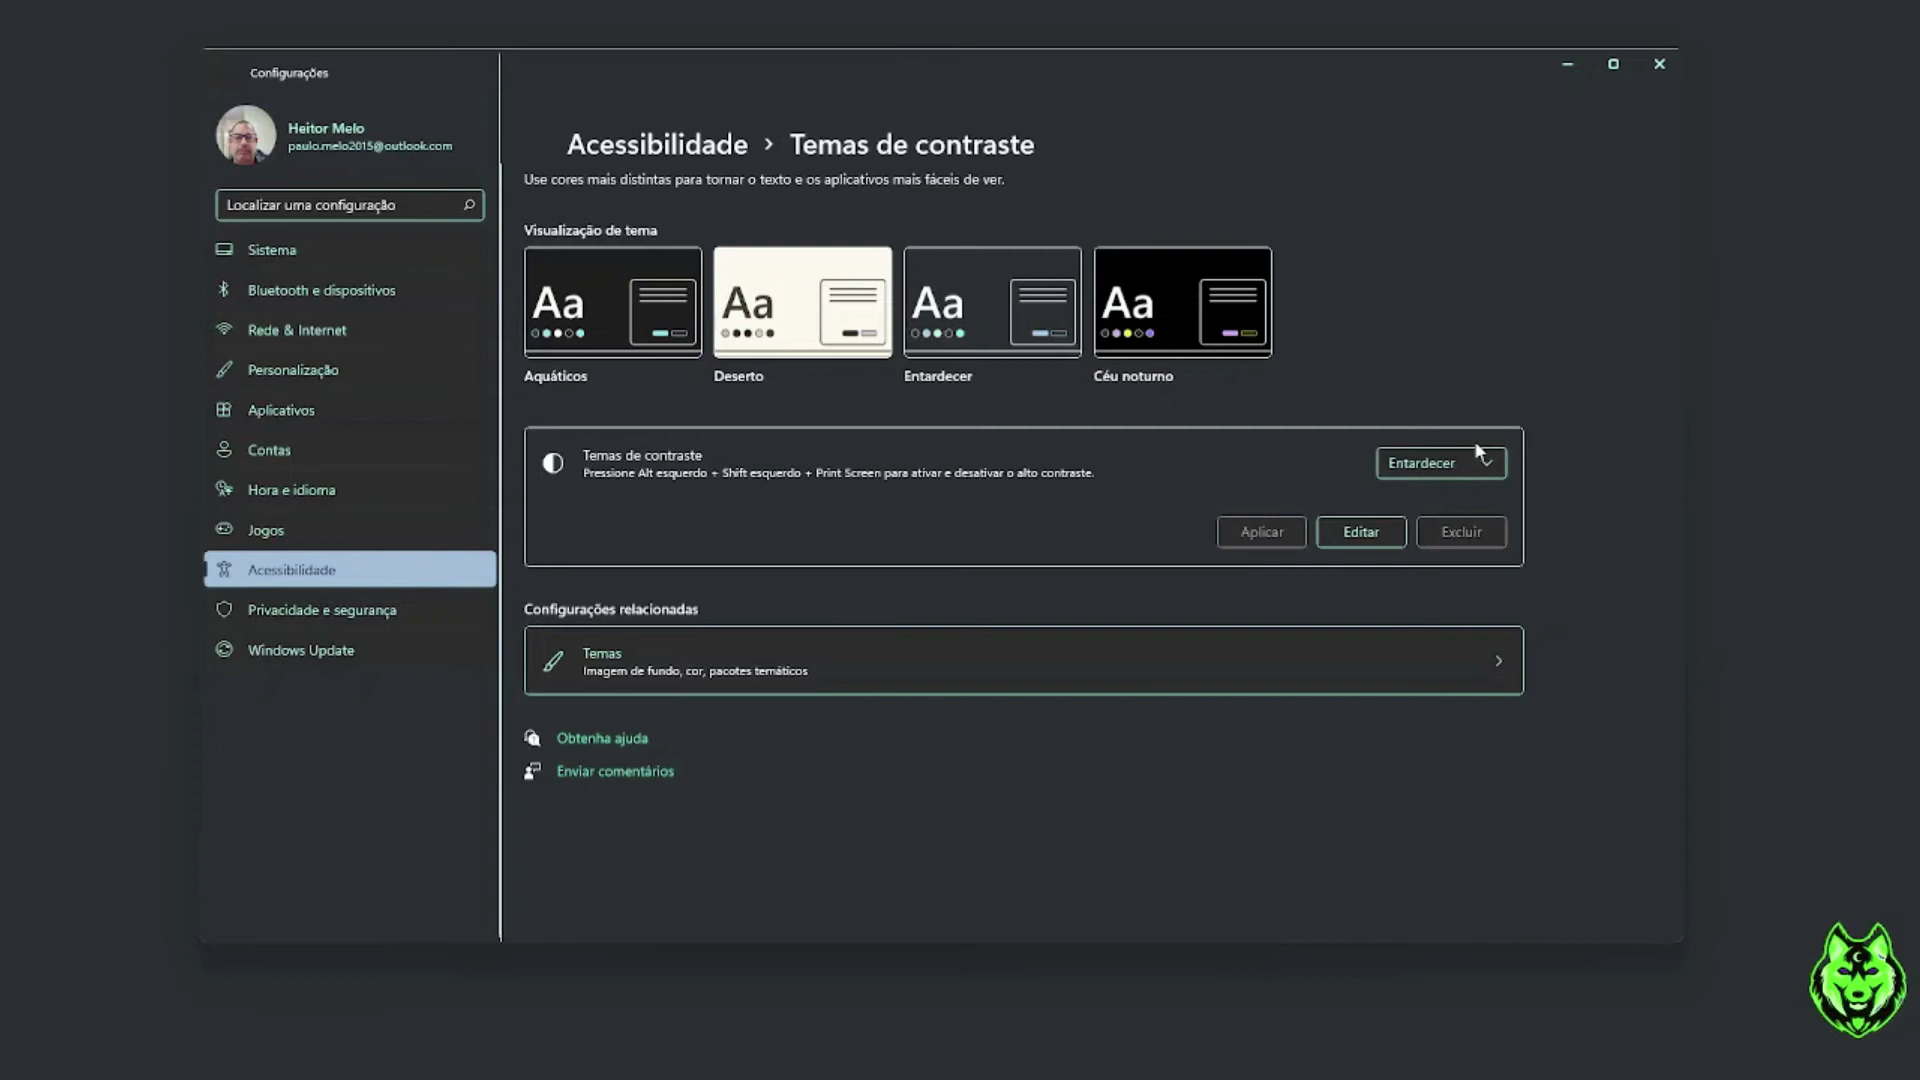 Configurações
Heitor Melo
paulo.melo2015@outlook.com
Localizar uma configuração
Sistema
Bluetooth e dispositivos
Rede & Internet
Personalização
Aplicativos
Contas
Hora e idioma
Jogos
Acessibilidade
Privacidade e segurança
Windows Update
Acessibilidade > Temas de contraste
Use cores mais distintas para tornar o texto e os aplicativos mais fáceis de ver.
Visualização de tema
Aa Aa Aa Aa
Aquáticos Deserto Entardecer Céu noturno
Temas de contraste
Pressione Alt esquerdo + Shift esquerdo + Print Screen para ativar e desativar o alto contraste.
Entardecer
Aplicar Editar Excluir
Configurações relacionadas
Temas
Imagem de fundo, cor, pacotes temáticos
Obtenha ajuda
Enviar comentários